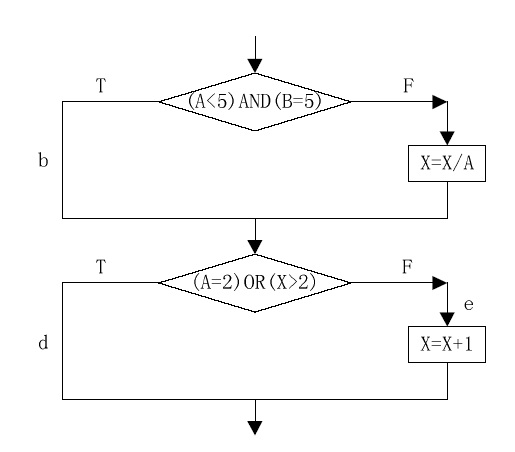 T
(A<5)AND(B=5)
F
b
X=X/A
T
(A=2)OR(X>2)
F
e
d
X=X+1